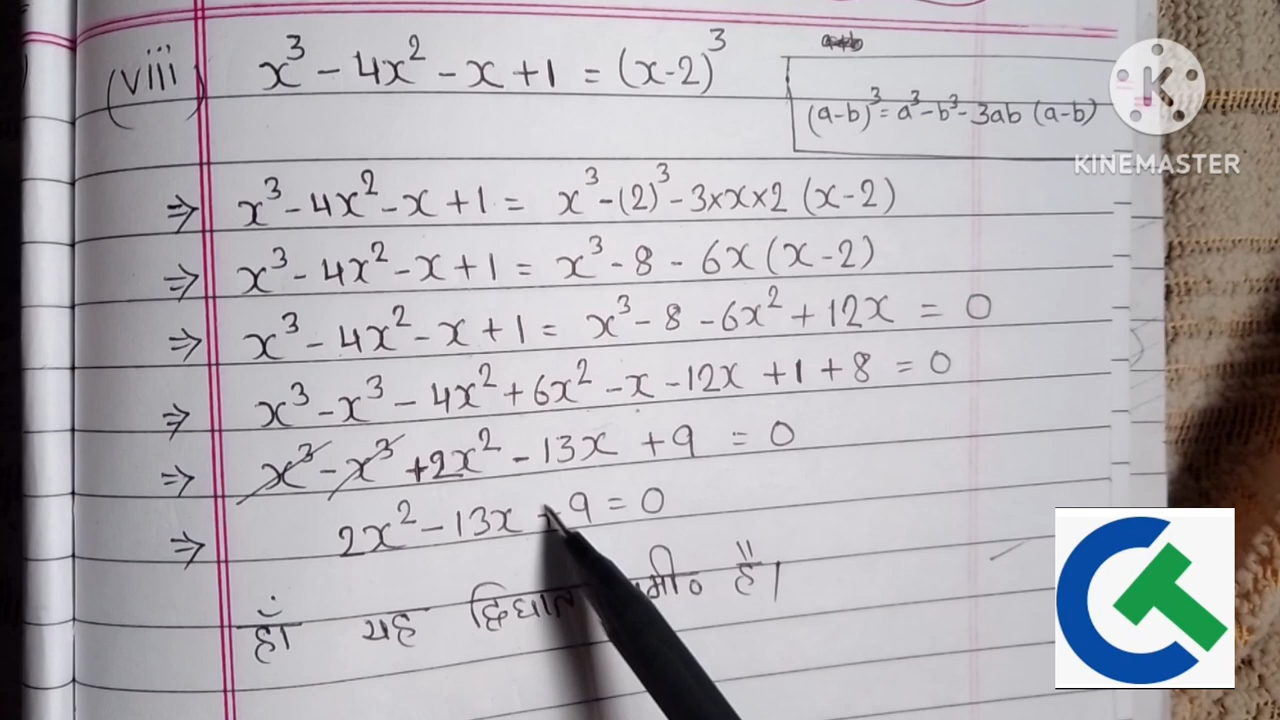 (viii) x³ - 4x² - x + 1 = (x-2)³
(a-b)³ = a³ - b³ - 3ab (a-b)
KINEMASTER
⇒ x³ - 4x² - x + 1 = x³ - (2)³ - 3×x×2 (x-2)
⇒ x³ - 4x² - x + 1 = x³ - 8 - 6x (x-2)
⇒ x³ - 4x² - x + 1 = x³ - 8 - 6x² + 12x = 0
⇒ x³ - x³ - 4x² + 6x² - x - 12x + 1 + 8 = 0
⇒ x³ - x³ + 2x² - 13x + 9 = 0
⇒ 2x² - 13x + 9 = 0
हाँ यह है।